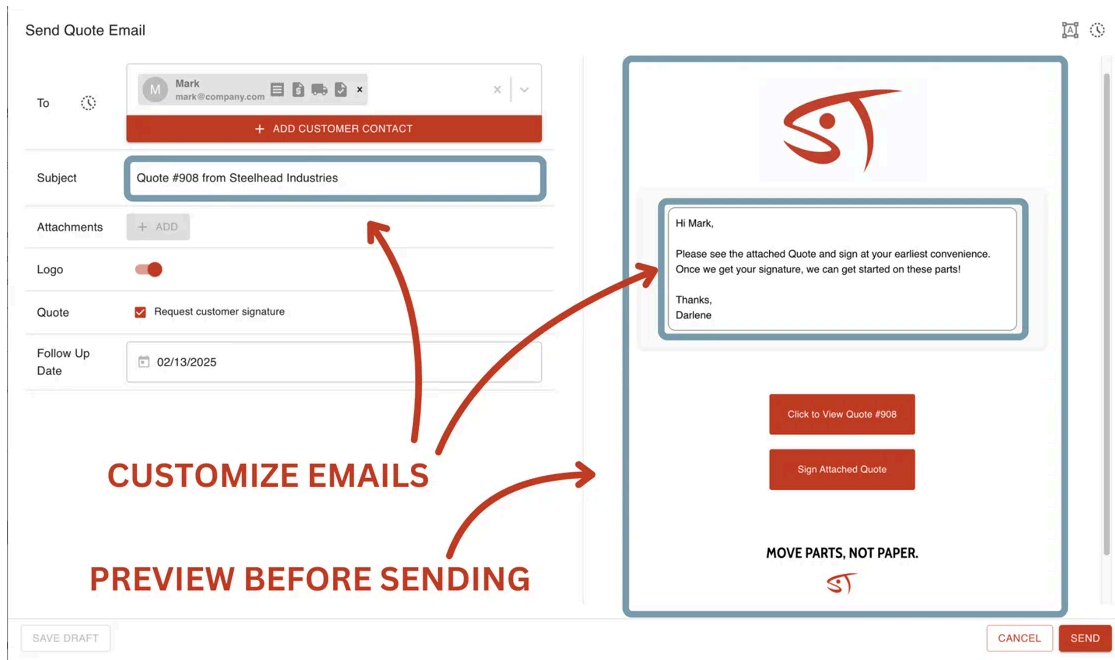 Send Quote Email
To
M
Mark
mark@company.com
+ ADD CUSTOMER CONTACT
Subject
Quote #908 from Steelhead Industries
Attachments
+ ADD
Logo
Quote
Request customer signature
Follow Up
Date
02/13/2025
CUSTOMIZE EMAILS
PREVIEW BEFORE SENDING
ST
Hi Mark,
Please see the attached Quote and sign at your earliest convenience.
Once we get your signature, we can get started on these parts!
Thanks,
Darlene
Click to View Quote #908
Sign Attached Quote
MOVE PARTS, NOT PAPER.
ST
SAVE DRAFT
CANCEL
SEND